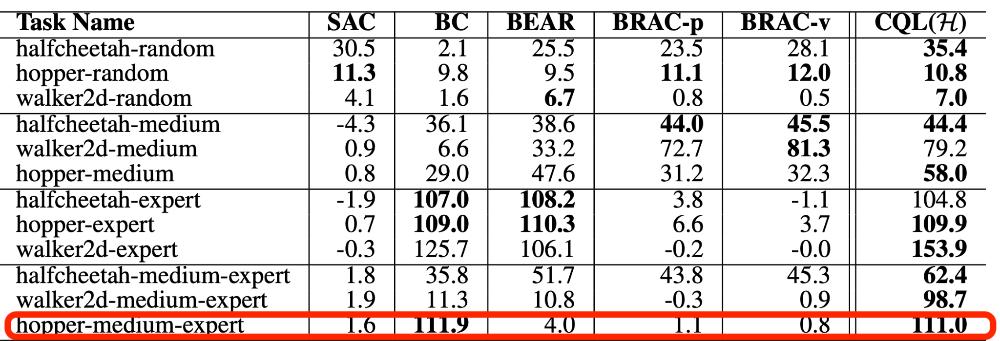 Task Name SAC BC BEAR BRAC-p BRAC-v CQL(ℋ)
halfcheetah-random 30.5 2.1 25.5 23.5 28.1 35.4
hopper-random 11.3 9.8 9.5 11.1 12.0 10.8
walker2d-random 4.1 1.6 6.7 0.8 0.5 7.0
halfcheetah-medium -4.3 36.1 38.6 44.0 45.5 44.4
walker2d-medium 0.9 6.6 33.2 72.7 81.3 79.2
hopper-medium 0.8 29.0 47.6 31.2 32.3 58.0
halfcheetah-expert -1.9 107.0 108.2 3.8 -1.1 104.8
hopper-expert 0.7 109.0 110.3 6.6 3.7 109.9
walker2d-expert -0.3 125.7 106.1 -0.2 -0.0 153.9
halfcheetah-medium-expert 1.8 35.8 51.7 43.8 45.3 62.4
walker2d-medium-expert 1.9 11.3 10.8 -0.3 0.9 98.7
hopper-medium-expert 1.6 111.9 4.0 1.1 0.8 111.0